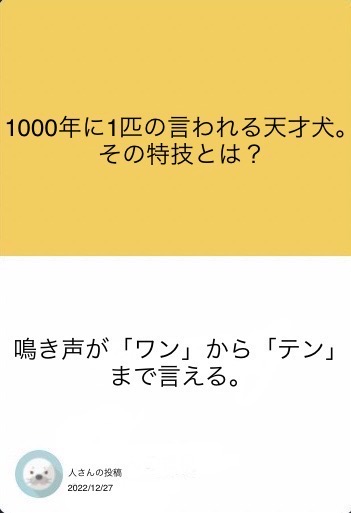 1000年に1匹の言われる天才犬。
その特技とは？
鳴き声が「ワン」から「テン」
まで言える。
人さんの投稿
2022/12/27